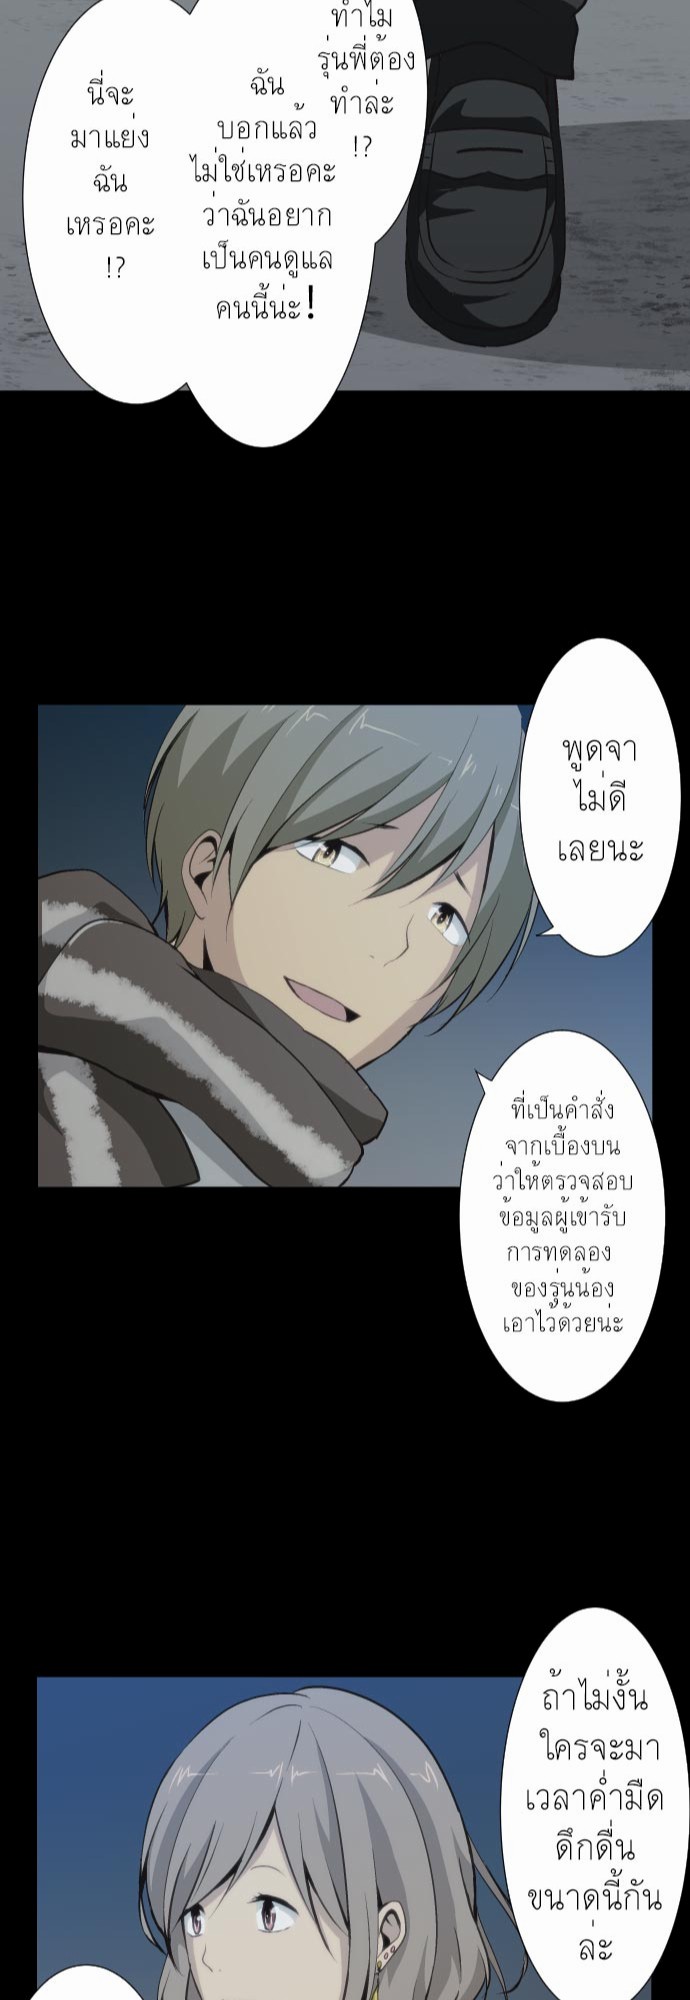 ทำไม
รุ่นพี่ต้อง
ทำล่ะ
!?
ฉัน
บอกแล้ว
ไม่ใช่เหรอคะ
ว่าฉันอยาก
เป็นคนดูแล
คนนี้น่ะ!
นี่จะ
มาแย่ง
ฉัน
เหรอคะ
!?
พูดจา
ไม่ดี
เลยนะ
ที่เป็นคำสั่ง
จากเบื้องบน
ว่าให้ตรวจสอบ
ข้อมูลผู้เข้ารับ
การทดลอง
ของรุ่นน้อง
เอาไว้ด้วยน่ะ
ถ้าไม่งั้น
ใครจะมา
เวลาค่ำมืด
ดึกดื่น
ขนาดนี้กัน
ล่ะ